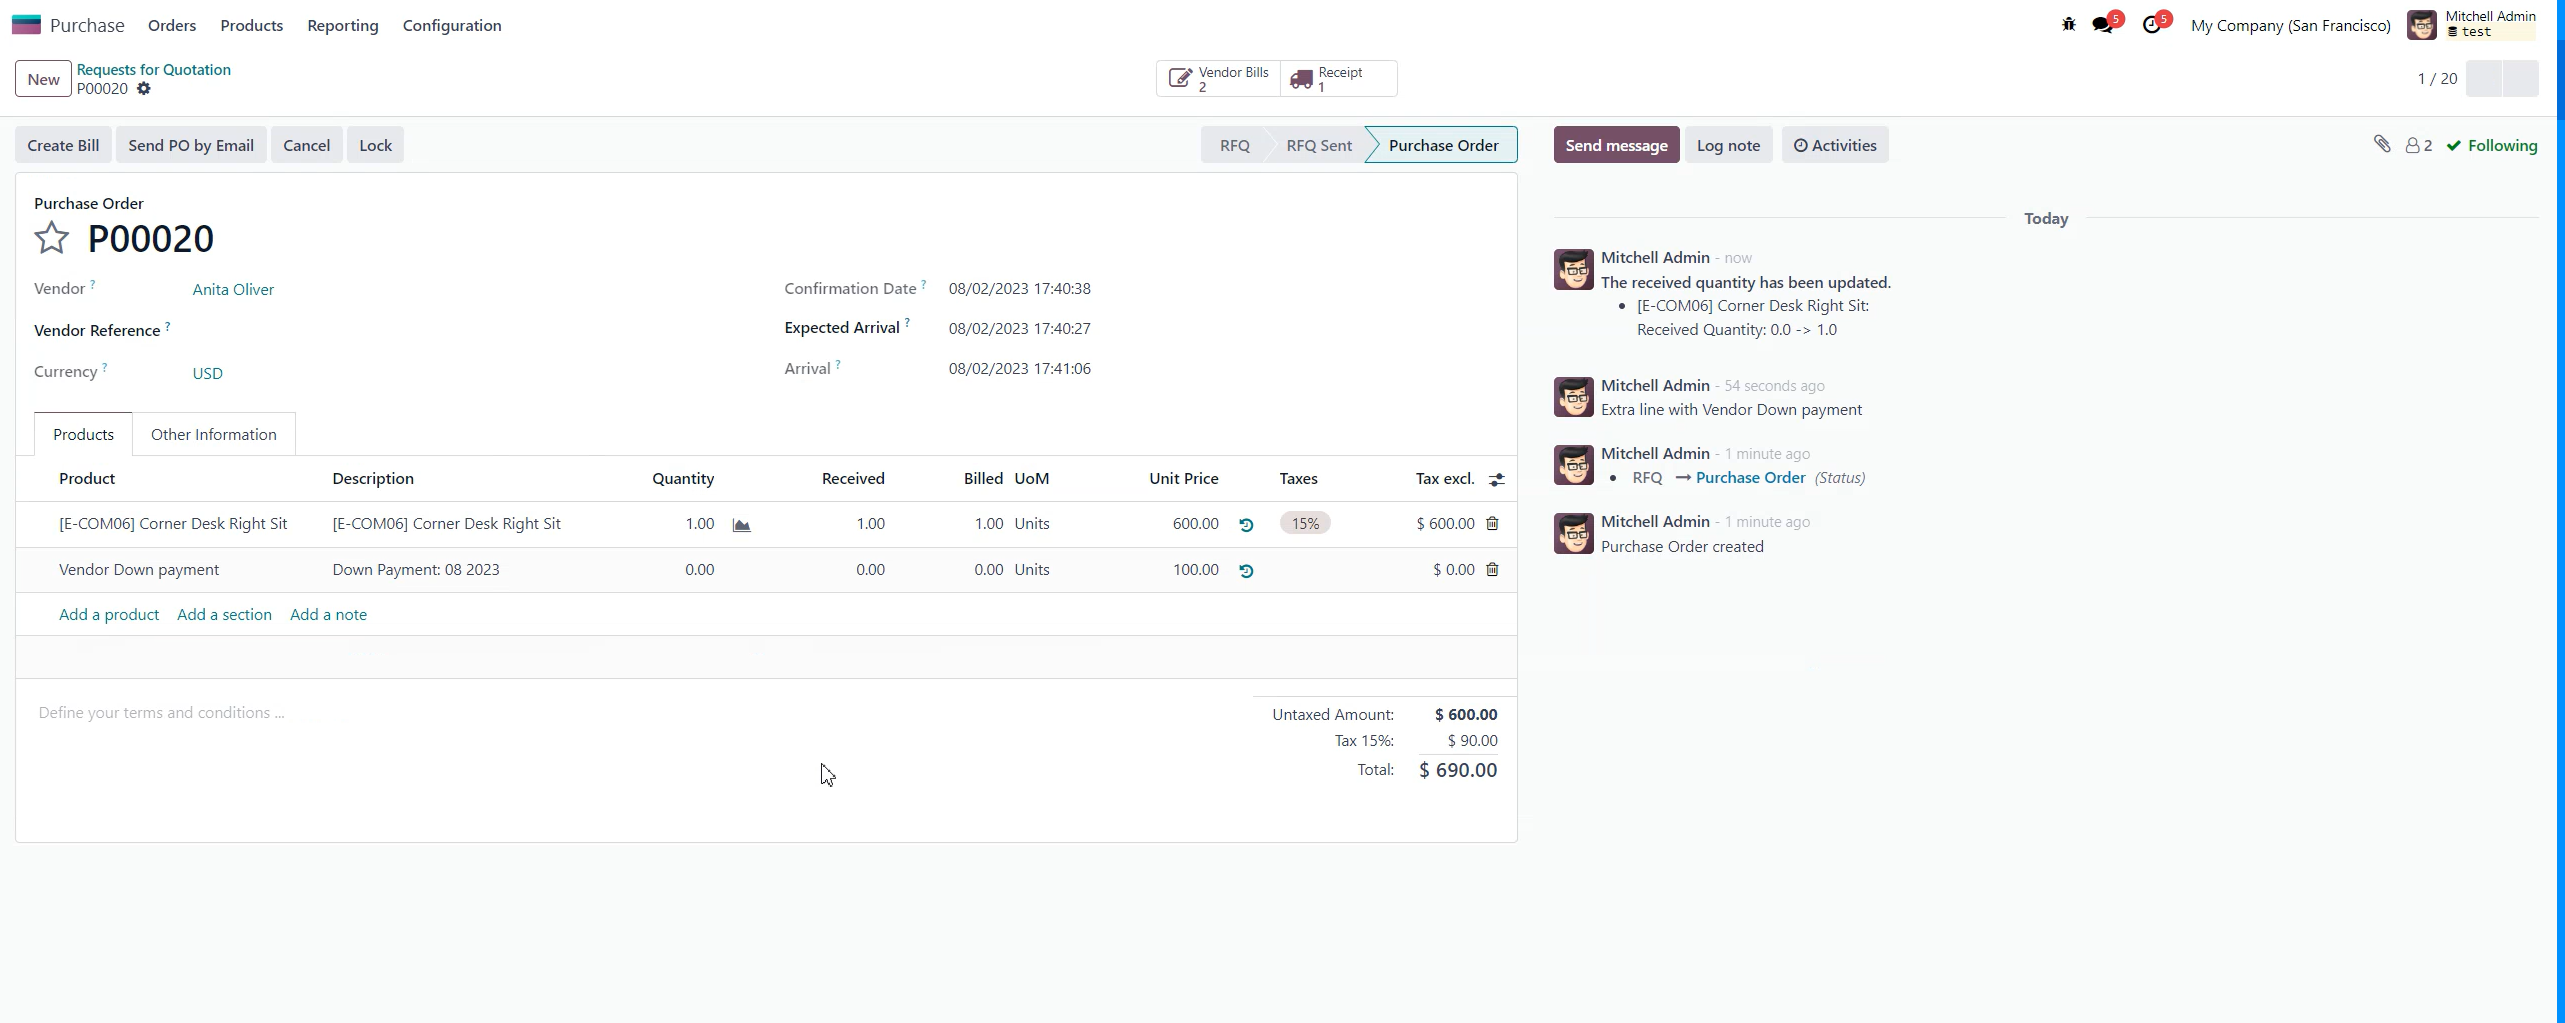 Purchase Orders Products Reporting Configuration
5 5 My Company (San Francisco) Mitchell Admin
test
New Requests for Quotation
P00020
Vendor Bills
2
Receipt
1
1 / 20
Create Bill Send PO by Email Cancel Lock
RFQ RFQ Sent Purchase Order
Send message Log note Activities
2 Following
Purchase Order
P00020
Vendor ? Anita Oliver
Vendor Reference ?
Currency ? USD
Confirmation Date ? 08/02/2023 17:40:38
Expected Arrival ? 08/02/2023 17:40:27
Arrival ? 08/02/2023 17:41:06
Products Other Information
Product Description Quantity Received Billed UoM Unit Price Taxes Tax excl.
[E-COM06] Corner Desk Right Sit [E-COM06] Corner Desk Right Sit 1.00 1.00 1.00 Units 600.00 15% $ 600.00
Vendor Down payment Down Payment: 08 2023 0.00 0.00 0.00 Units 100.00 $ 0.00
Add a product Add a section Add a note
Define your terms and conditions ...
Untaxed Amount: $ 600.00
Tax 15%: $ 90.00
Total: $ 690.00
Today
Mitchell Admin - now
The received quantity has been updated.
• [E-COM06] Corner Desk Right Sit:
Received Quantity: 0.0 -> 1.0
Mitchell Admin - 54 seconds ago
Extra line with Vendor Down payment
Mitchell Admin - 1 minute ago
• RFQ → Purchase Order (Status)
Mitchell Admin - 1 minute ago
Purchase Order created